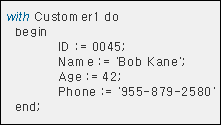 with Customer1 do
begin
ID := 0045;
Name := 'Bob Kane';
Age := 42;
Phone := '955-879-2580'
end;